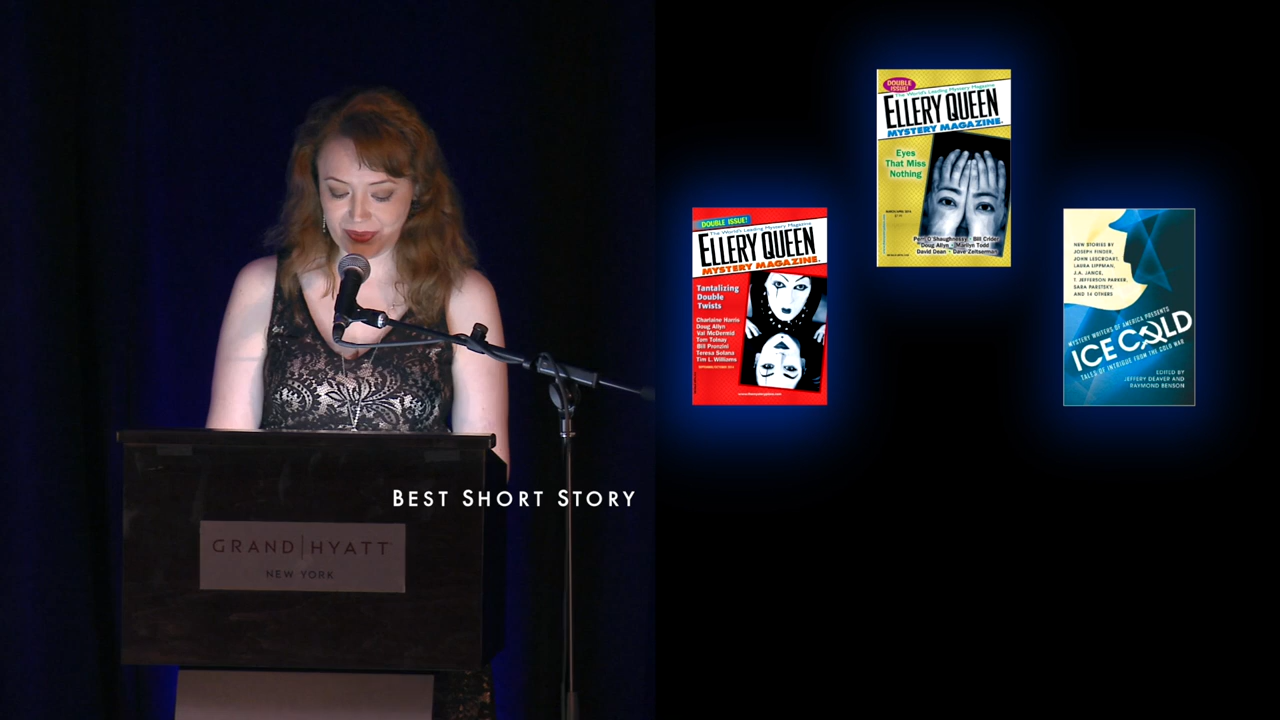 BEST SHORT STORY
GRAND HYATT
NEW YORK
DOUBLE ISSUE!
The World's Leading Mystery Magazine
ELLERY QUEEN
MYSTERY MAGAZINE.
Tantalizing
Double
Twists
Charlaine Harris
Doug Allyn
Val McDermid
Tom Tolnay
Bill Pronzini
Teresa Solana
Tim L. Williams
DOUBLE
ISSUE!
The World's Leading Mystery Magazine
ELLERY QUEEN
MYSTERY MAGAZINE.
Eyes
That Miss
Nothing
Perri O'Shaughnessy · Bill Crider
Doug Allyn · Marilyn Todd
David Dean · Dave Zeltserman
NEW STORIES BY
JOSEPH FINDER,
JOHN LESCROART,
LAURA LIPPMAN,
J.A. JANCE,
T. JEFFERSON PARKER,
SARA PARETSKY,
AND 14 OTHERS
MYSTERY WRITERS OF AMERICA PRESENTS
ICE COLD
TALES OF INTRIGUE FROM THE COLD WAR
EDITED BY
JEFFERY DEAVER AND
RAYMOND BENSON